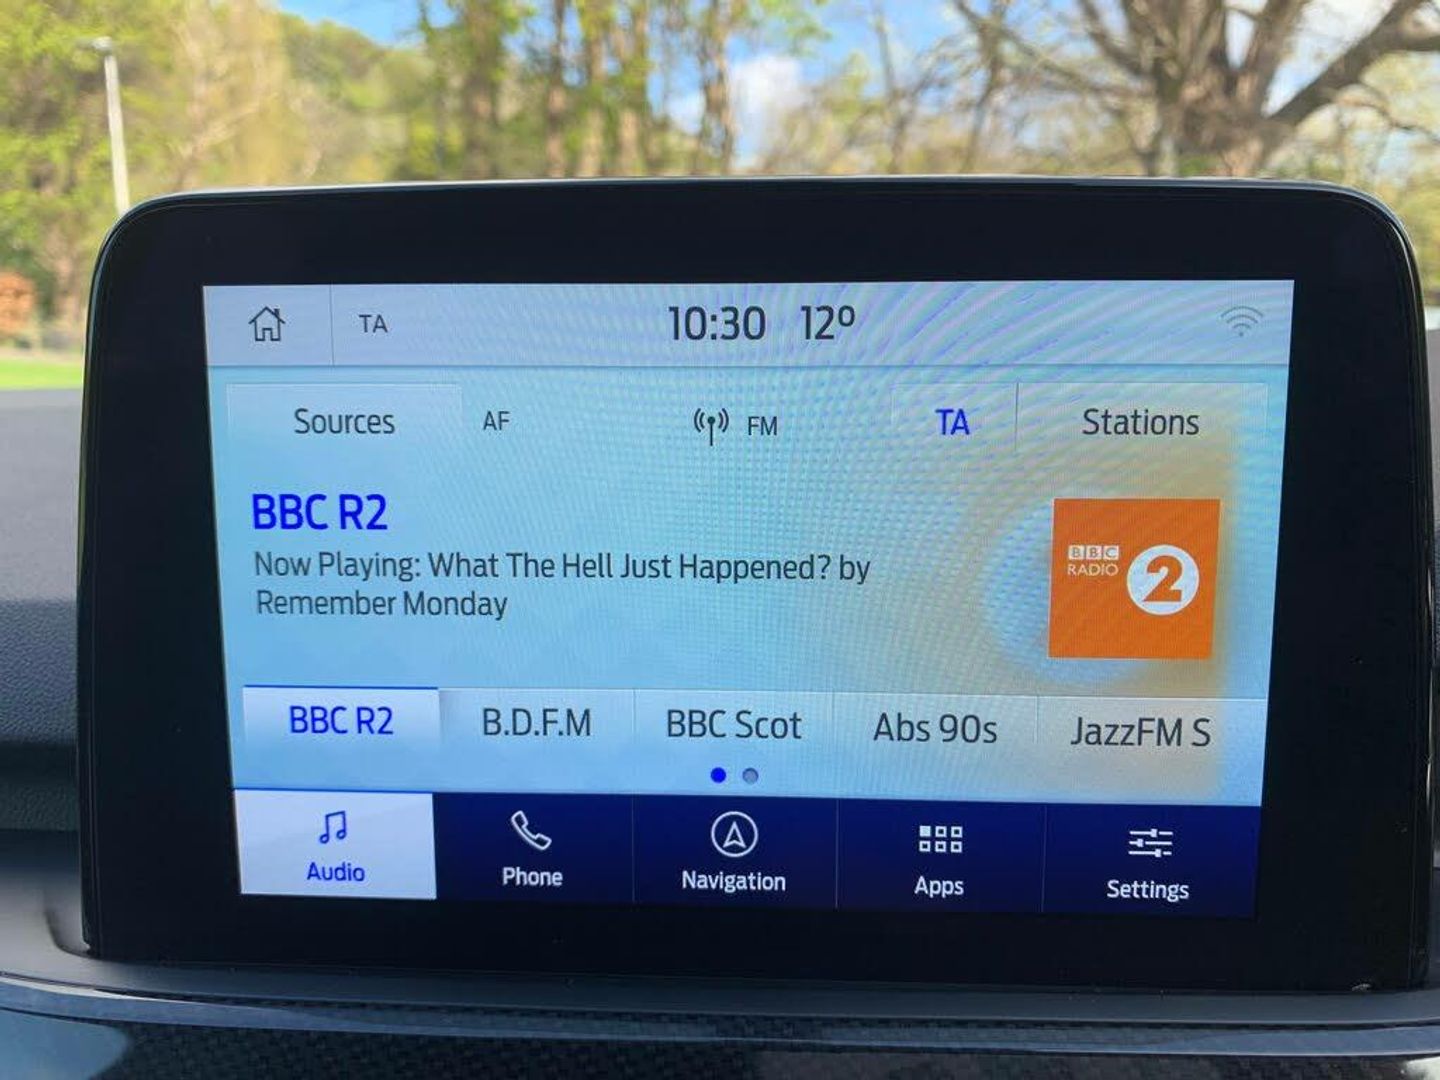 TA 10:30 12º
Sources AF FM TA Stations
BBC R2
Now Playing: What The Hell Just Happened? by
Remember Monday
BBC
RADIO 2
BBC R2 B.D.F.M BBC Scot Abs 90s JazzFM S
Audio Phone Navigation Apps Settings